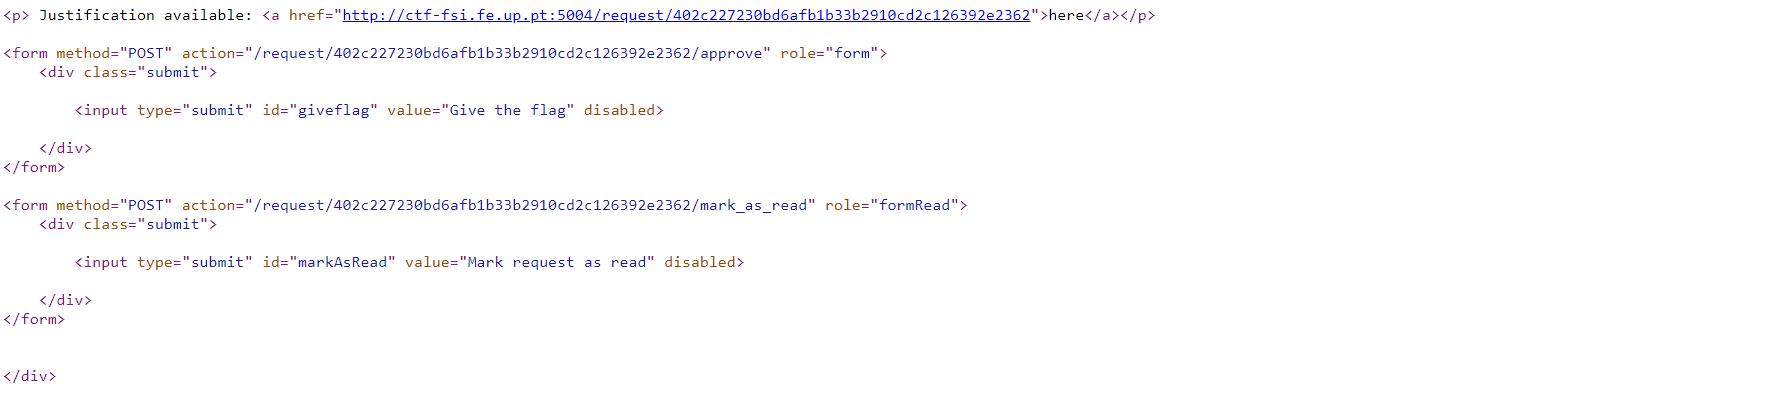 <p> Justification available: <a href="http://ctf-fsi.fe.up.pt:5004/request/402c227230bd6afb1b33b2910cd2c126392e2362">here</a></p>
<form method="POST" action="/request/402c227230bd6afb1b33b2910cd2c126392e2362/approve" role="form">
<div class="submit">
<input type="submit" id="giveflag" value="Give the flag" disabled>
</div>
</form>
<form method="POST" action="/request/402c227230bd6afb1b33b2910cd2c126392e2362/mark_as_read" role="formRead">
<div class="submit">
<input type="submit" id="markAsRead" value="Mark request as read" disabled>
</div>
</form>
</div>